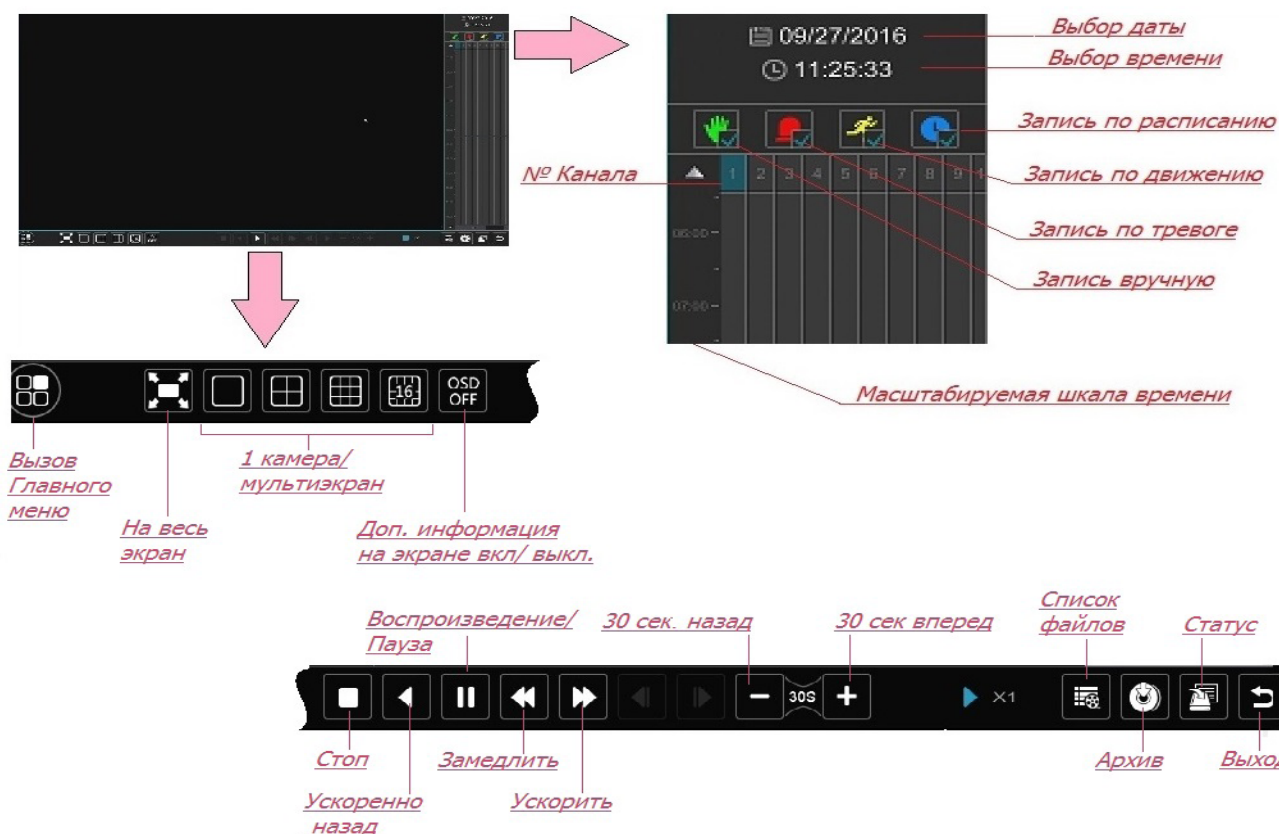 09/27/2016
11:25:33
Выбор даты
Выбор времени
Запись по расписанию
№ Канала
1 2 3 4 5 6 7 8 9 1
Запись по движению
06:00
Запись по тревоге
Запись вручную
07:00
Масштабируемая шкала времени
16
OSD
OFF
Вызов
Главного
меню
На весь
экран
1 камера/
мультиэкран
Доп. информация
на экране вкл/ выкл.
Воспроизведение/
Пауза
30 сек. назад
30 сек вперед
Список
файлов
Статус
30S
X1
Стоп
Ускоренно
назад
Замедлить
Ускорить
Архив
Выход